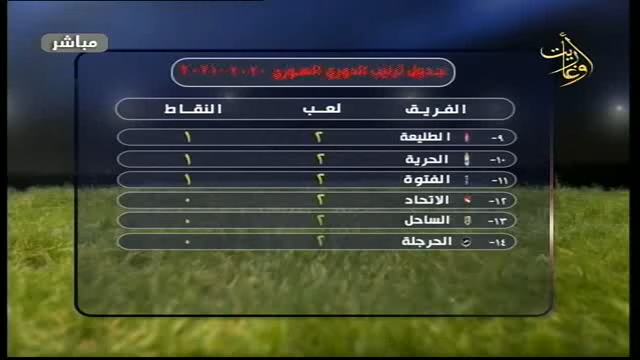 مباشر
أوغاريت
جدول ترتيب الدوري السوري ٢٠٢٠-٢٠٢١
الفريق لعب النقاط
٩- الطليعة ٢ ١
١٠- الحرية ٢ ١
١١- الفتوة ٢ ١
١٢- الاتحاد ٢ ٠
١٣- الساحل ٢ ٠
١٤- الحرجلة ٢ ٠